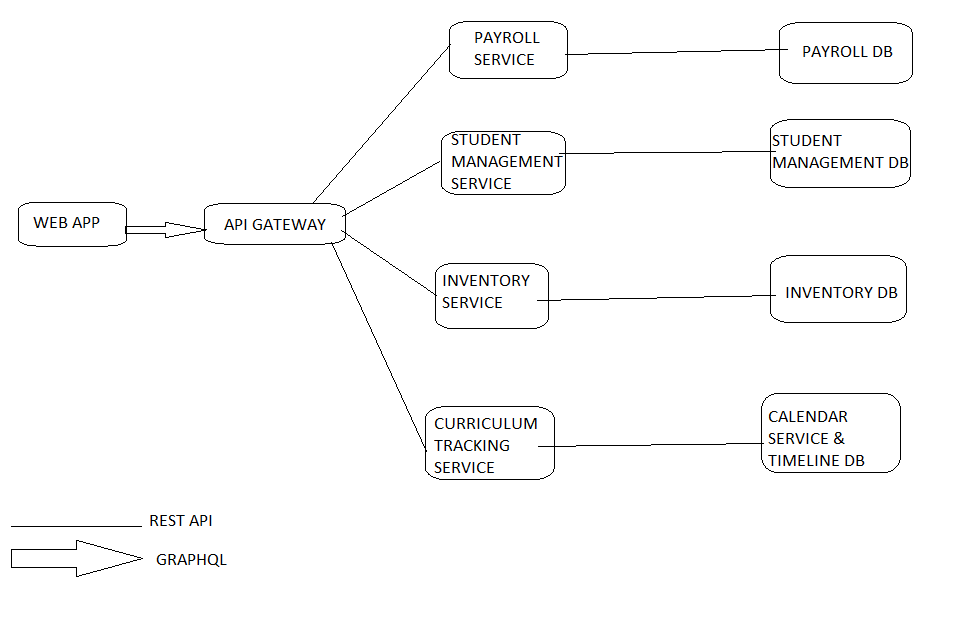 PAYROLL
SERVICE
PAYROLL DB
STUDENT
MANAGEMENT
SERVICE
STUDENT
MANAGEMENT DB
WEB APP
API GATEWAY
INVENTORY
SERVICE
INVENTORY DB
CURRICULUM
TRACKING
SERVICE
CALENDAR
SERVICE &
TIMELINE DB
REST API
GRAPHQL